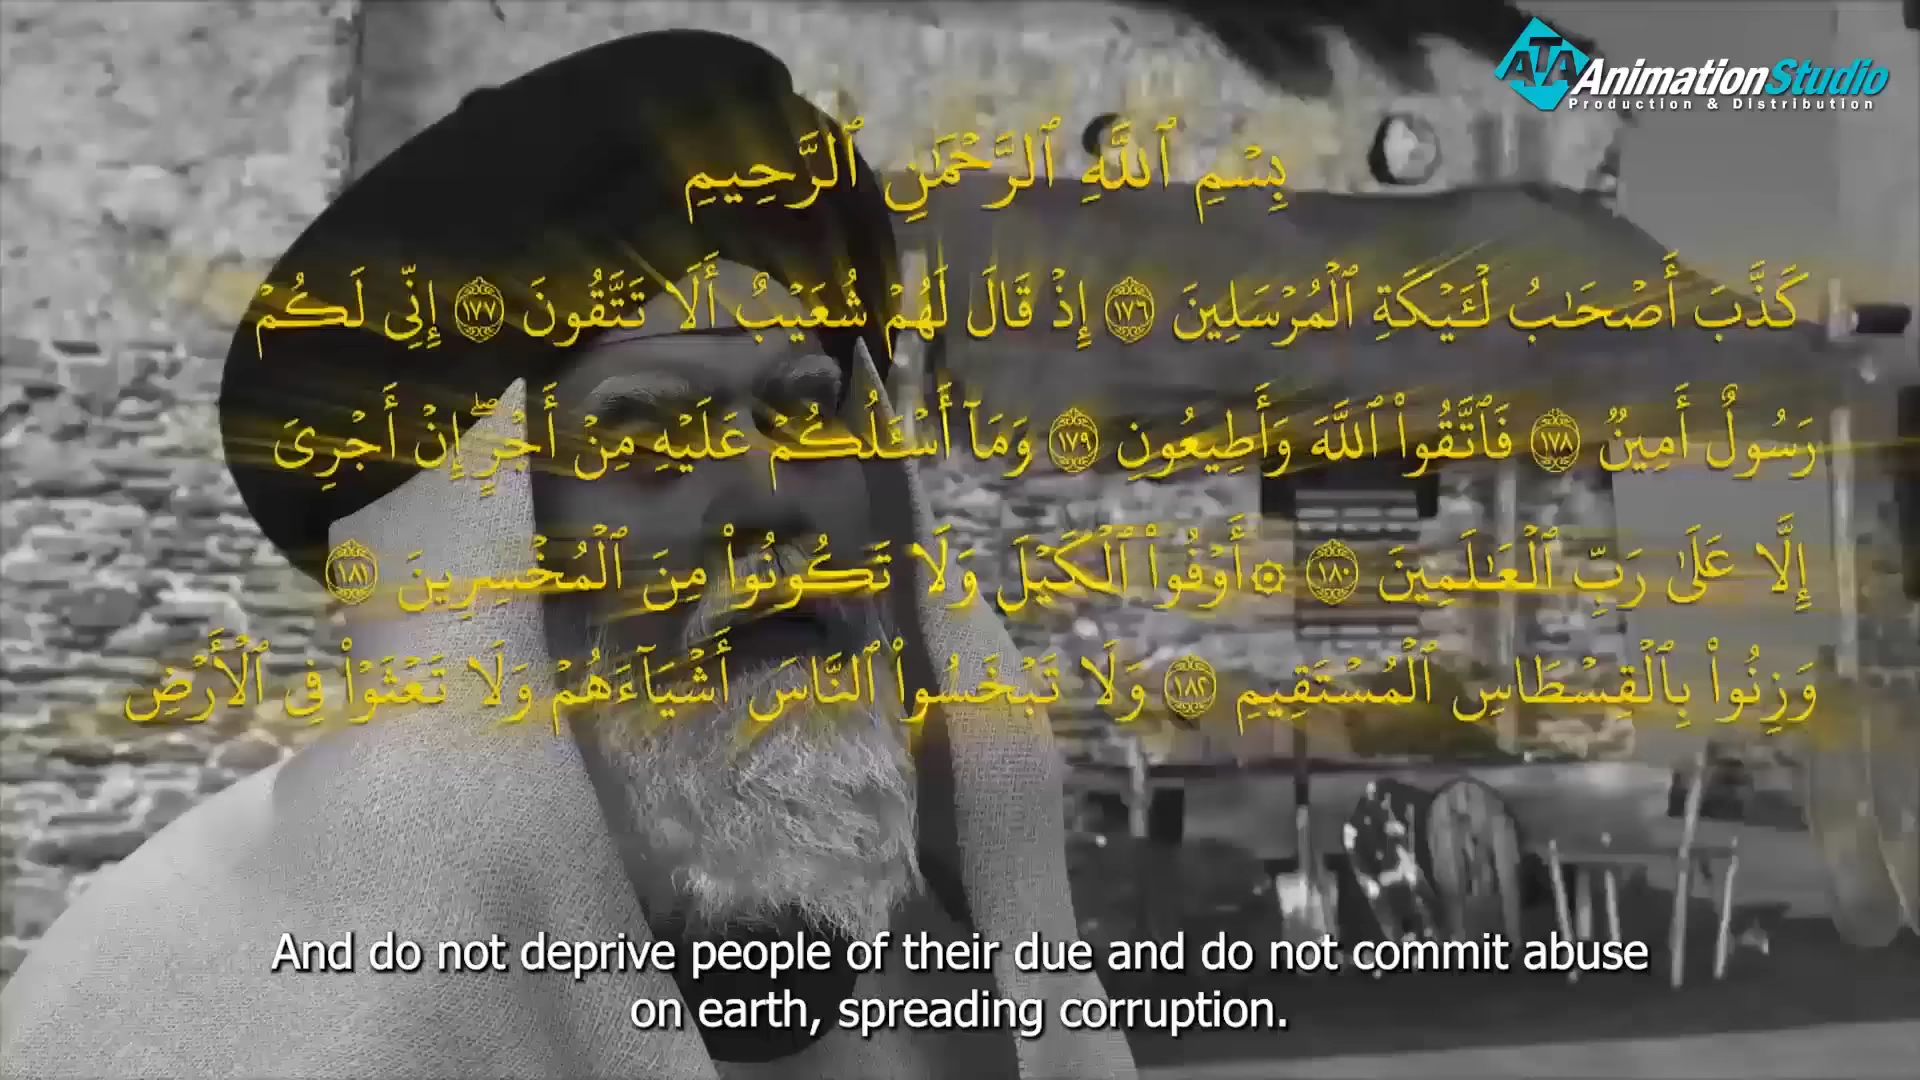 ATA AnimationStudio
Production & Distribution
بِسْمِ ٱللَّهِ ٱلرَّحْمَٰنِ ٱلرَّحِيمِ
كَذَّبَ أَصْحَٰبُ لْـَٔيْكَةِ ٱلْمُرْسَلِينَ ١٧٦ إِذْ قَالَ لَهُمْ شُعَيْبٌ أَلَا تَتَّقُونَ ١٧٧ إِنِّى لَكُمْ
رَسُولٌ أَمِينٌ ١٧٨ فَٱتَّقُوا۟ ٱللَّهَ وَأَطِيعُونِ ١٧٩ وَمَآ أَسْـَٔلُكُمْ عَلَيْهِ مِنْ أَجْرٍ ۖ إِنْ أَجْرِىَ
إِلَّا عَلَىٰ رَبِّ ٱلْعَٰلَمِينَ ١٨٠ ۞ أَوْفُوا۟ ٱلْكَيْلَ وَلَا تَكُونُوا۟ مِنَ ٱلْمُخْسِرِينَ ١٨١
وَزِنُوا۟ بِٱلْقِسْطَاسِ ٱلْمُسْتَقِيمِ ١٨٢ وَلَا تَبْخَسُوا۟ ٱلنَّاسَ أَشْيَآءَهُمْ وَلَا تَعْثَوْا۟ فِى ٱلْأَرْضِ
And do not deprive people of their due and do not commit abuse
on earth, spreading corruption.